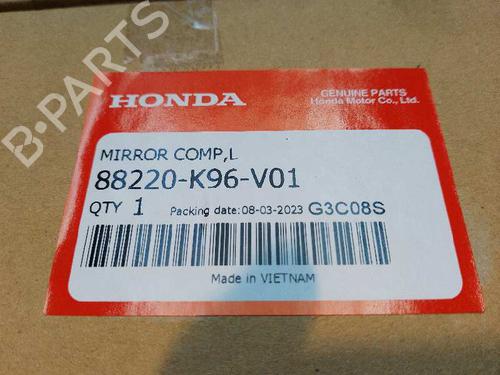 B-PARTS
HONDA
GENUINE PARTS
Honda Motor Co., Ltd.
MIRROR COMP,L
88220-K96-V01
QTY 1 Packing date:08-03-2023 G3C08S
Made in VIETNAM